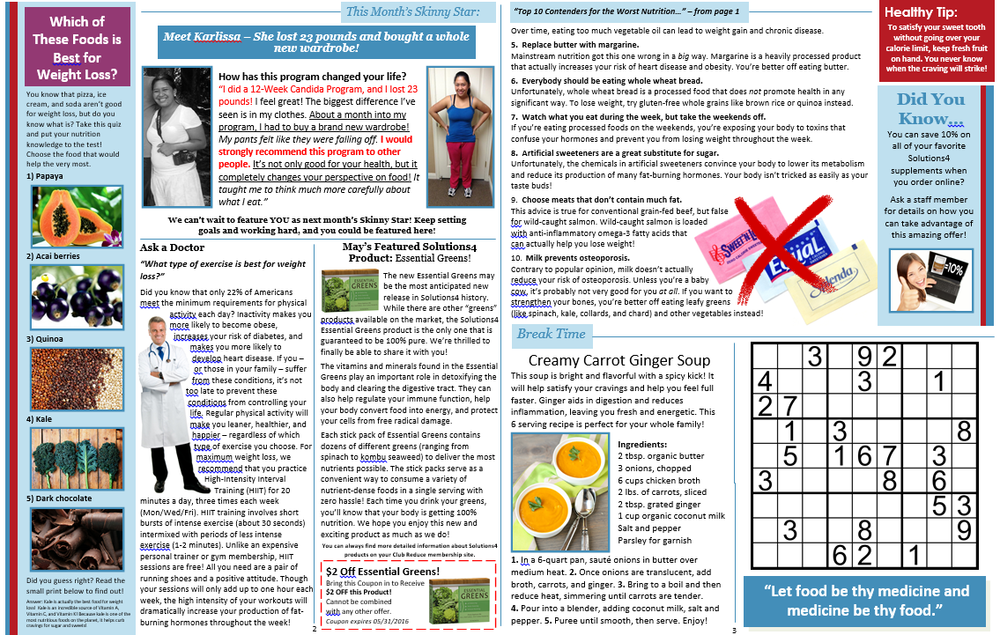 Which of
These Foods is
Best for
Weight Loss?
You know that pizza, ice
cream, and soda aren't good
for weight loss, but do you
know what is? Take this quiz
and put your nutrition
knowledge to the test!
Choose the food that would
help the very most.
1) Papaya
2) Acai berries
3) Quinoa
4) Kale
5) Dark chocolate
Did you guess right? Read the
small print below to find out!
Answer: Kale is actually the best food for weight
loss! Kale is an incredible source of Vitamin A,
Vitamin C, and Vitamin K! Because Kale is one of the
most nutritious foods on the planet, it helps curb
cravings for sugar and sweets!
This Month's Skinny Star:
Meet Karlissa – She lost 23 pounds and bought a whole
new wardrobe!
How has this program changed your life?
"I did a 12-Week Candida Program, and I lost 23
pounds! I feel great! The biggest difference I've
seen is in my clothes. About a month into my
program, I had to buy a brand new wardrobe!
My pants felt like they were falling off. I would
strongly recommend this program to other
people. It's not only good for your health, but it
completely changes your perspective on food! It
taught me to think much more carefully about
what I eat."
We can't wait to feature YOU as next month's Skinny Star! Keep setting
goals and working hard, and you could be featured here!
Ask a Doctor
"What type of exercise is best for weight
loss?"
Did you know that only 22% of Americans
meet the minimum requirements for physical
activity each day? Inactivity makes you
more likely to become obese,
increases your risk of diabetes, and
makes you more likely to
develop heart disease. If you –
or those in your family – suffer
from these conditions, it's not
too late to prevent these
conditions from controlling your
life. Regular physical activity will
make you leaner, healthier, and
happier – regardless of which
type of exercise you choose. For
maximum weight loss, we
recommend that you practice
High-Intensity Interval
Training (HIIT) for 20
minutes a day, three times each week
(Mon/Wed/Fri). HIIT training involves short
bursts of intense exercise (about 30 seconds)
intermixed with periods of less intense
exercise (1-2 minutes). Unlike an expensive
personal trainer or gym membership, HIIT
sessions are free! All you need are a pair of
running shoes and a positive attitude. Though
your sessions will only add up to one hour each
week, the high intensity of your workouts will
dramatically increase your production of fat-
burning hormones throughout the week!
May's Featured Solutions4
Product: Essential Greens!
ESSENTIAL
GREENS
The new Essential Greens may
be the most anticipated new
release in Solutions4 history.
While there are other "greens"
products available on the market, the Solutions4
Essential Greens product is the only one that is
guaranteed to be 100% pure. We're thrilled to
finally be able to share it with you!
The vitamins and minerals found in the Essential
Greens play an important role in detoxifying the
body and clearing the digestive tract. They can
also help regulate your immune function, help
your body convert food into energy, and protect
your cells from free radical damage.
Each stick pack of Essential Greens contains
dozens of different greens (ranging from
spinach to kombu seaweed) to deliver the most
nutrients possible. The stick packs serve as a
convenient way to consume a variety of
nutrient-dense foods in a single serving with
zero hassle! Each time you drink your greens,
you'll know that your body is getting 100%
nutrition. We hope you enjoy this new and
exciting product as much as we do!
You can always find more detailed information about Solutions4
products on your Club Reduce membership site.
$2 Off Essential Greens!
Bring this Coupon in to Receive
$2 OFF this Product!
Cannot be combined
with any other offer.
Coupon expires 05/31/2016
GREENS
2
"Top 10 Contenders for the Worst Nutrition..." – from page 1
Over time, eating too much vegetable oil can lead to weight gain and chronic disease.
5. Replace butter with margarine.
Mainstream nutrition got this one wrong in a big way. Margarine is a heavily processed product
that actually increases your risk of heart disease and obesity. You're better off eating butter.
6. Everybody should be eating whole wheat bread.
Unfortunately, whole wheat bread is a processed food that does not promote health in any
significant way. To lose weight, try gluten-free whole grains like brown rice or quinoa instead.
7. Watch what you eat during the week, but take the weekends off.
If you're eating processed foods on the weekends, you're exposing your body to toxins that
confuse your hormones and prevent you from losing weight throughout the week.
8. Artificial sweeteners are a great substitute for sugar.
Unfortunately, the chemicals in artificial sweeteners convince your body to lower its metabolism
and reduce its production of many fat-burning hormones. Your body isn't tricked as easily as your
taste buds!
9. Choose meats that don't contain much fat.
This advice is true for conventional grain-fed beef, but false
for wild-caught salmon. Wild-caught salmon is loaded
with anti-inflammatory omega-3 fatty acids that
can actually help you lose weight!
10. Milk prevents osteoporosis.
Contrary to popular opinion, milk doesn't actually
reduce your risk of osteoporosis. Unless you're a baby
cow, it's probably not very good for you at all. If you want to
strengthen your bones, you're better off eating leafy greens
(like spinach, kale, collards, and chard) and other vegetables instead!
Sweet'N Low
Equal
Splenda
Healthy Tip:
To satisfy your sweet tooth
without going over your
calorie limit, keep fresh fruit
on hand. You never know
when the craving will strike!
Did You
Know...
You can save 10% on
all of your favorite
Solutions4
supplements when
you order online?
Ask a staff member
for details on how you
can take advantage of
this amazing offer!
=10%
Break Time
Creamy Carrot Ginger Soup
This soup is bright and flavorful with a spicy kick! It
will help satisfy your cravings and help you feel full
faster. Ginger aids in digestion and reduces
inflammation, leaving you fresh and energetic. This
6 serving recipe is perfect for your whole family!
Ingredients:
2 tbsp. organic butter
3 onions, chopped
6 cups chicken broth
2 lbs. of carrots, sliced
2 tbsp. grated ginger
1 cup organic coconut milk
Salt and pepper
Parsley for garnish
1. In a 6-quart pan, sauté onions in butter over
medium heat. 2. Once onions are translucent, add
broth, carrots, and ginger. 3. Bring to a boil and then
reduce heat, simmering until carrots are tender.
4. Pour into a blender, adding coconut milk, salt and
pepper. 5. Puree until smooth, then serve. Enjoy!
3 9 2
4 3 1
2 7
1 3 8
5 1 6 7 3
3 8 6
5 3
3 8 9
6 2 1
"Let food be thy medicine and
medicine be thy food."
3